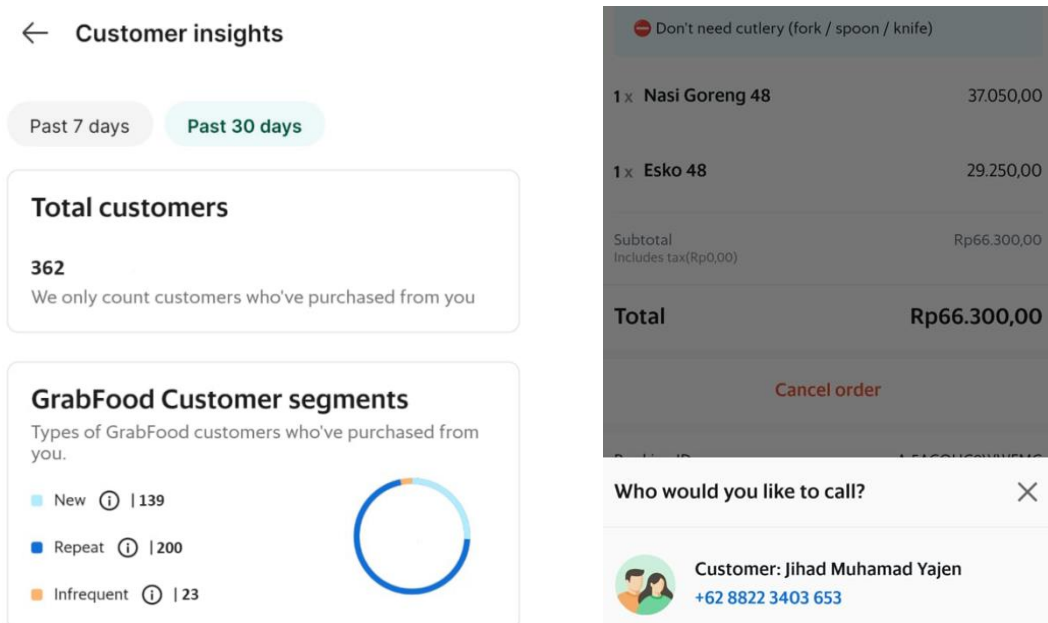 Customer insights
Past 7 days Past 30 days
Total customers
362
We only count customers who've purchased from you
GrabFood Customer segments
Types of GrabFood customers who've purchased from
you.
New | 139
Repeat | 200
Infrequent | 23
Don't need cutlery (fork / spoon / knife)
1 x Nasi Goreng 48 37.050,00
1 x Esko 48 29.250,00
Subtotal Rp66.300,00
Includes tax(Rp0,00)
Total Rp66.300,00
Cancel order
Who would you like to call?
Customer: Jihad Muhamad Yajen
+62 8822 3403 653